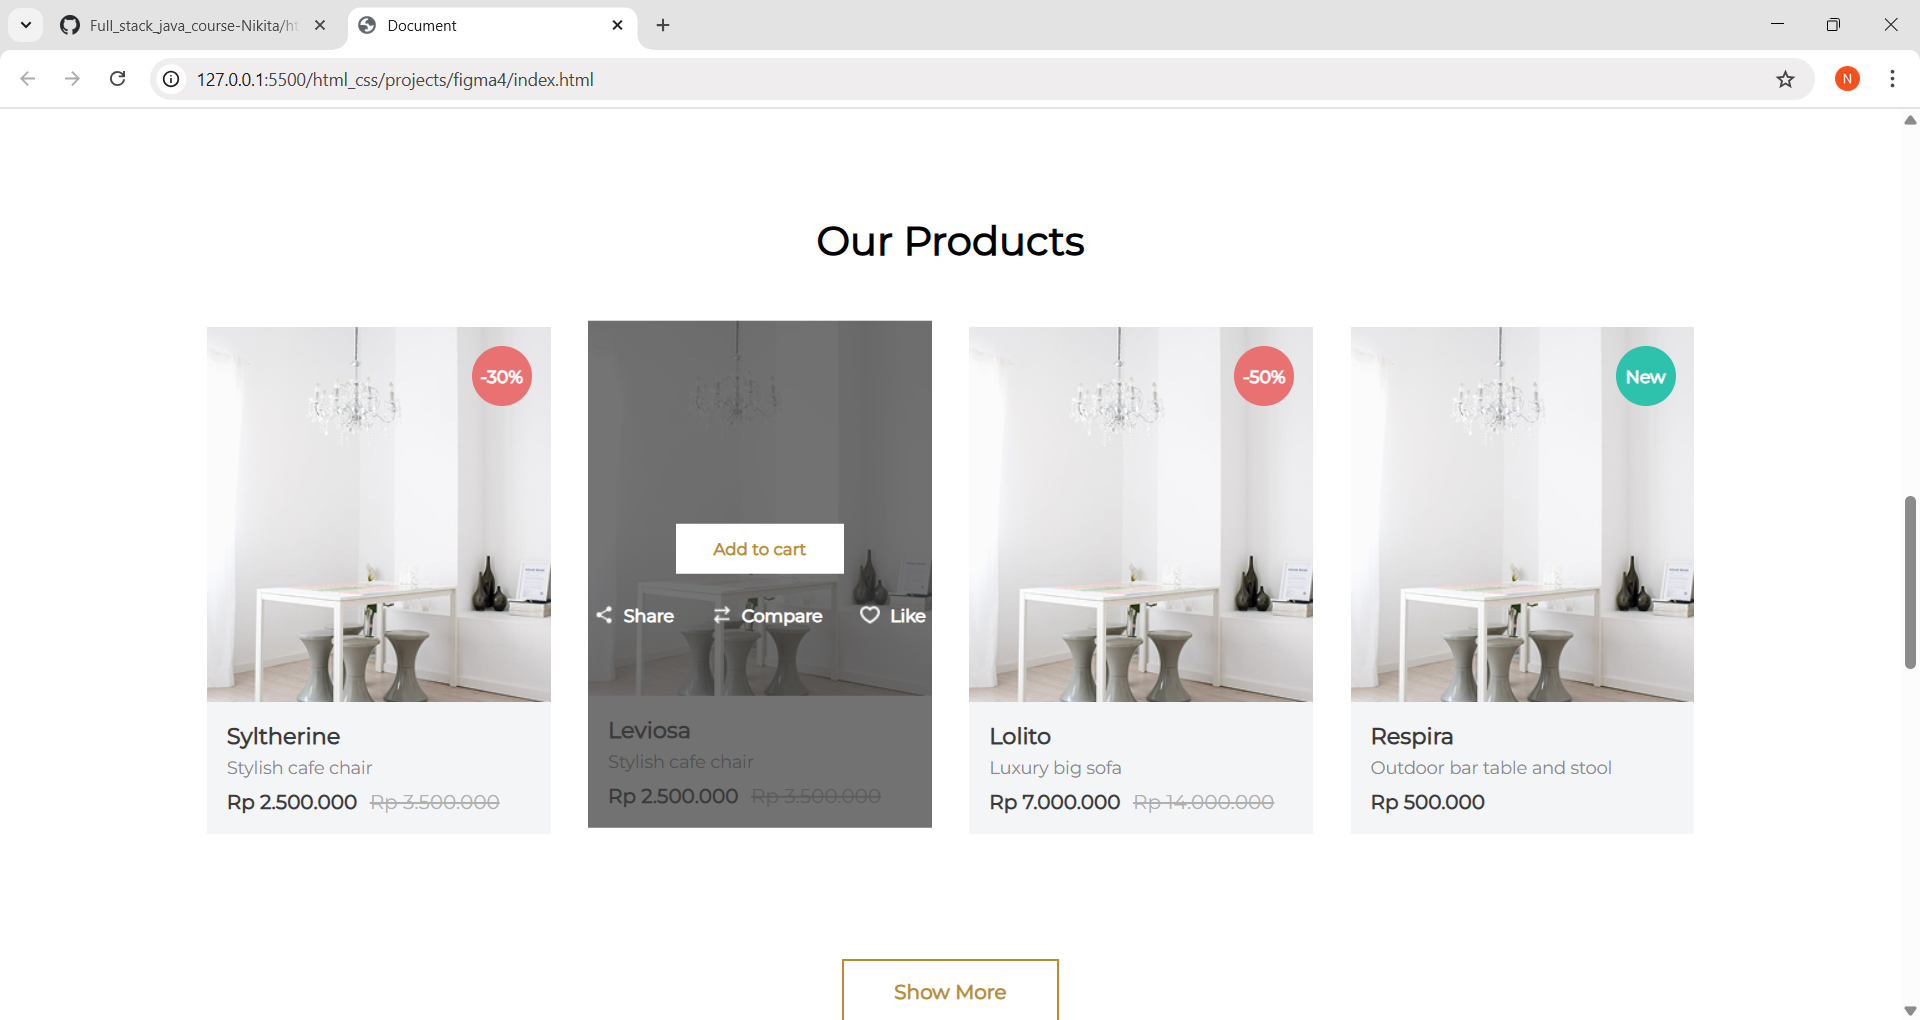 Full_stack_java_course-Nikita/ht
Document
127.0.0.1:5500/html_css/projects/figma4/index.html
N
Our Products
-30%
-50%
New
Add to cart
Share
Compare
Like
Syltherine
Stylish cafe chair
Rp 2.500.000 Rp 3.500.000
Leviosa
Stylish cafe chair
Rp 2.500.000 Rp 3.500.000
Lolito
Luxury big sofa
Rp 7.000.000 Rp 14.000.000
Respira
Outdoor bar table and stool
Rp 500.000
Show More